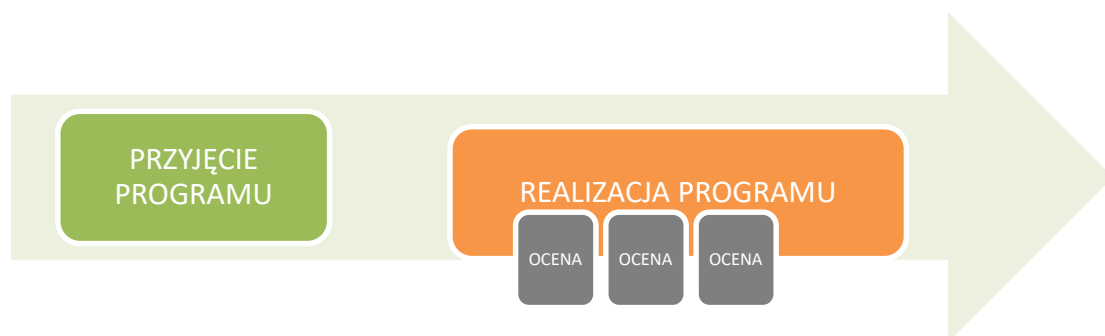 PRZYJĘCIE
PROGRAMU
REALIZACJA PROGRAMU
OCENA OCENA OCENA